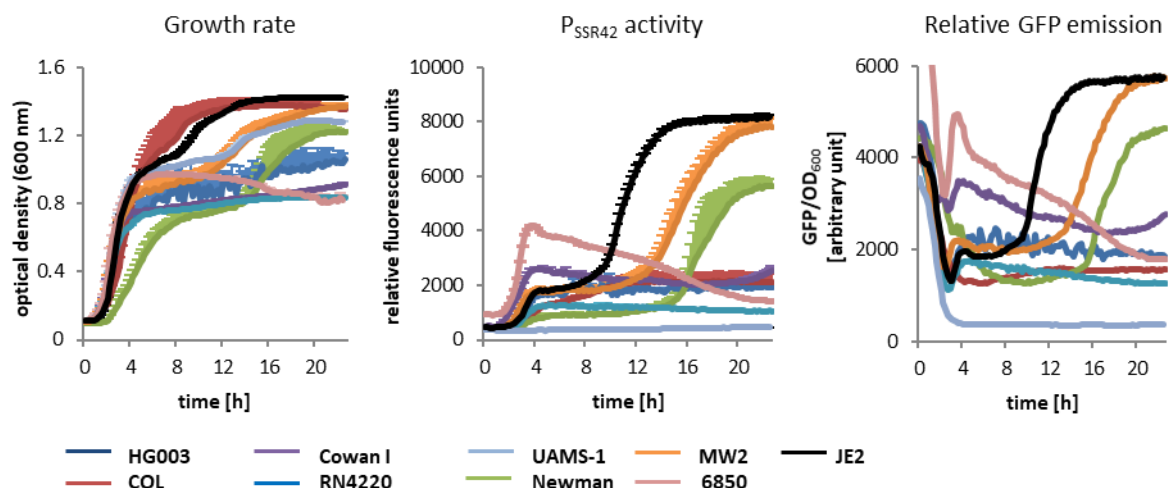 Growth rate
P_SSR42 activity
Relative GFP emission
optical density (600 nm)
1.6
1.2
0.8
0.4
0
0 4 8 12 16 20
time [h]
relative fluorescence units
10000
8000
6000
4000
2000
0
0 4 8 12 16 20
time [h]
GFP/OD600
[arbitrary unit]
6000
4000
2000
0
0 4 8 12 16 20
time [h]
HG003
Cowan I
UAMS-1
MW2
JE2
COL
RN4220
Newman
6850